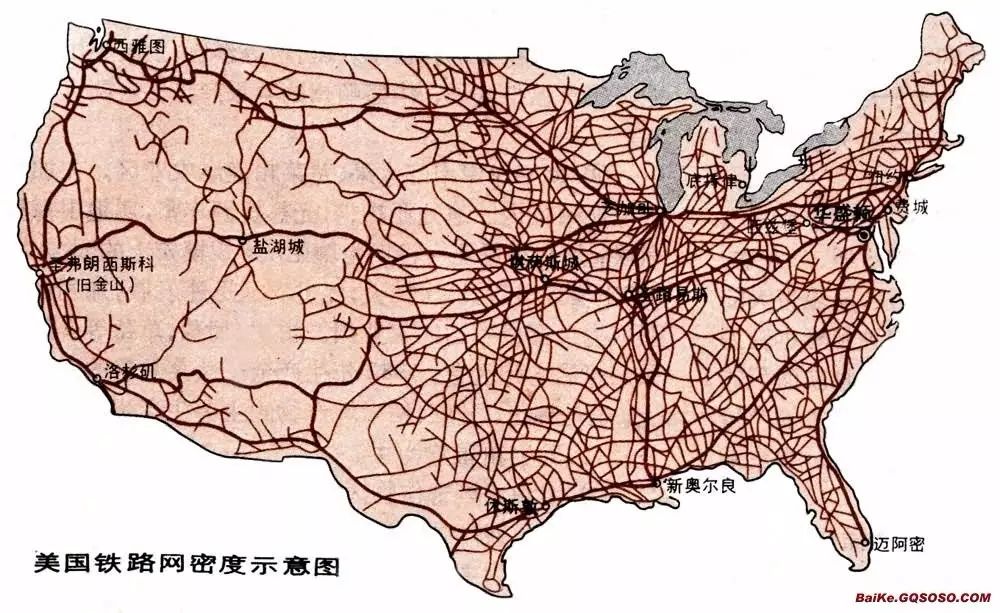 西雅图
底特律
芝加哥
纽约
费城
华盛顿
匹兹堡
盐湖城
圣弗朗西斯科
(旧金山)
堪萨斯城
圣路易斯
洛杉矶
新奥尔良
休斯敦
迈阿密
美国铁路网密度示意图
BaiKe.GQSOSO.COM